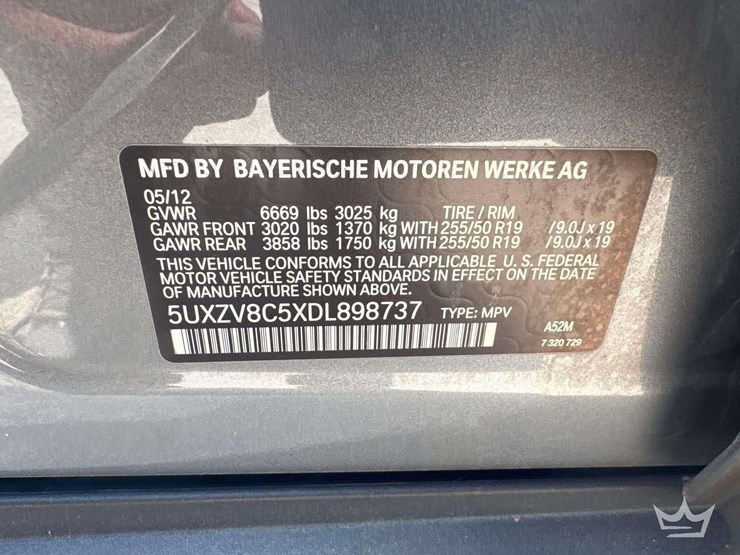 MFD BY BAYERISCHE MOTOREN WERKE AG
05/12
GVWR 6669 lbs 3025 kg TIRE / RIM
GAWR FRONT 3020 lbs 1370 kg WITH 255/50 R19 /9.0J x 19
GAWR REAR 3858 lbs 1750 kg WITH 255/50 R19 /9.0J x 19
THIS VEHICLE CONFORMS TO ALL APPLICABLE U. S. FEDERAL
MOTOR VEHICLE SAFETY STANDARDS IN EFFECT ON THE DATE
OF MANUFACTURE SHOWN ABOVE.
5UXZV8C5XDL898737 TYPE: MPV
A52M
7 320 729